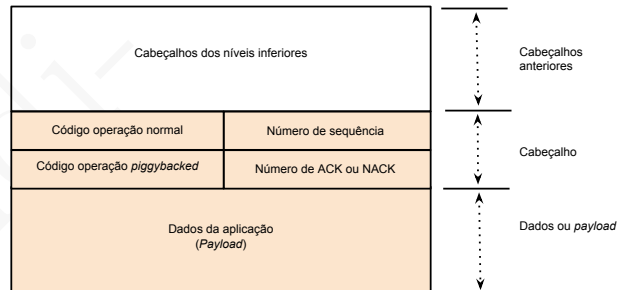 Cabeçalhos dos níveis inferiores
Cabeçalhos
anteriores
Código operação normal
Número de sequência
Código operação piggybacked
Número de ACK ou NACK
Cabeçalho
Dados da aplicação
(Payload)
Dados ou payload